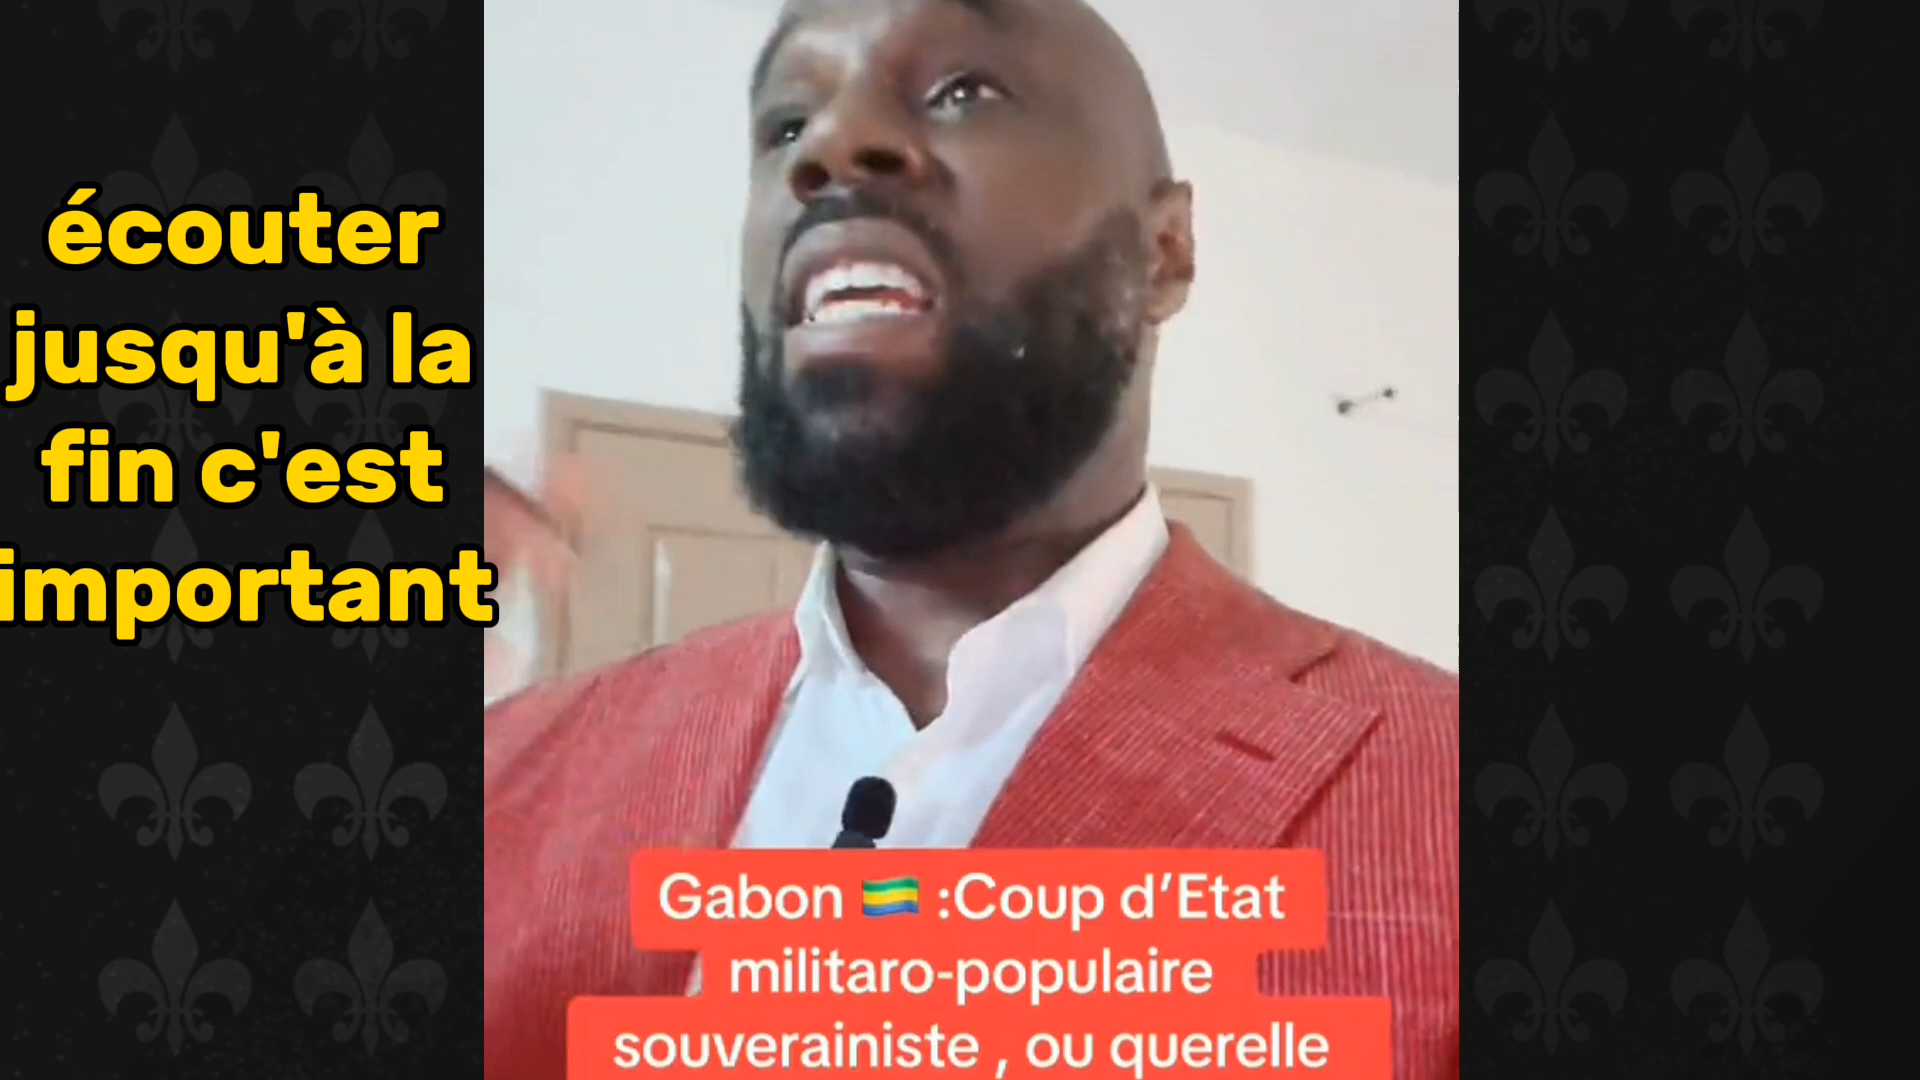 écouter
jusqu'à la
fin c'est
important
Gabon 🇬🇦 :Coup d’Etat
militaro-populaire
souverainiste , ou querelle